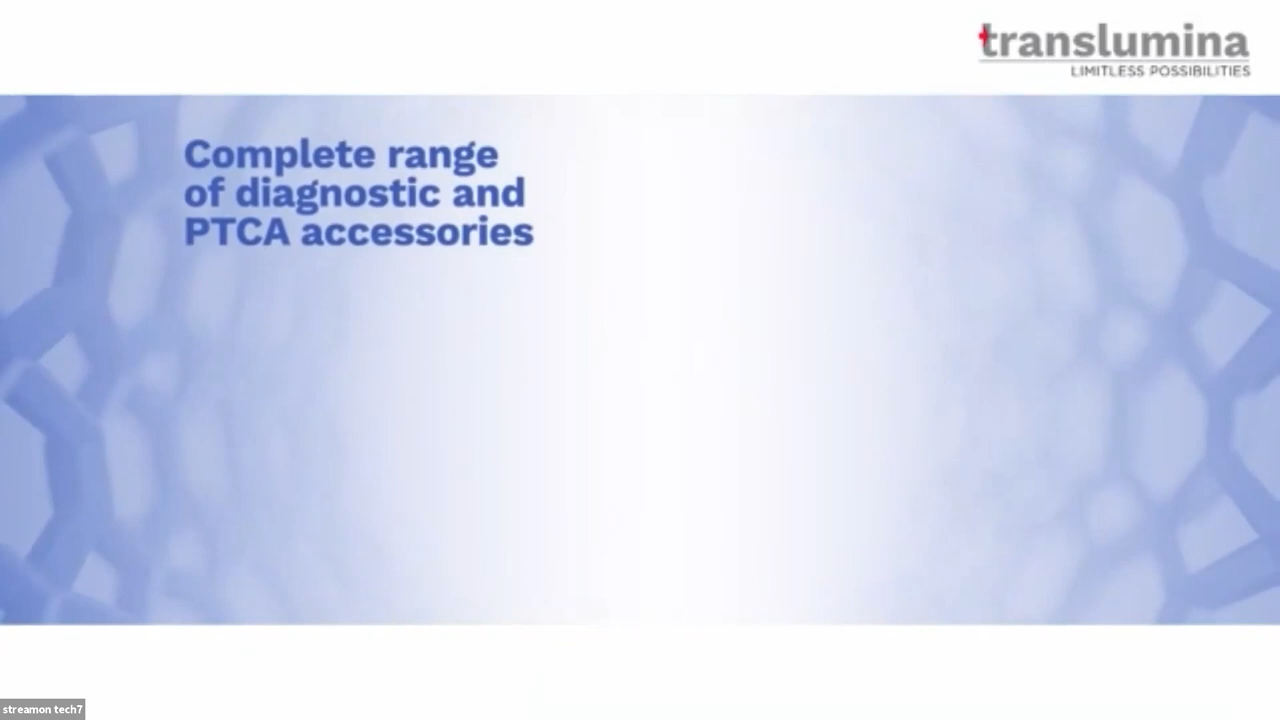 translumina
LIMITLESS POSSIBILITIES
Complete range
of diagnostic and
PTCA accessories
streamon tech7